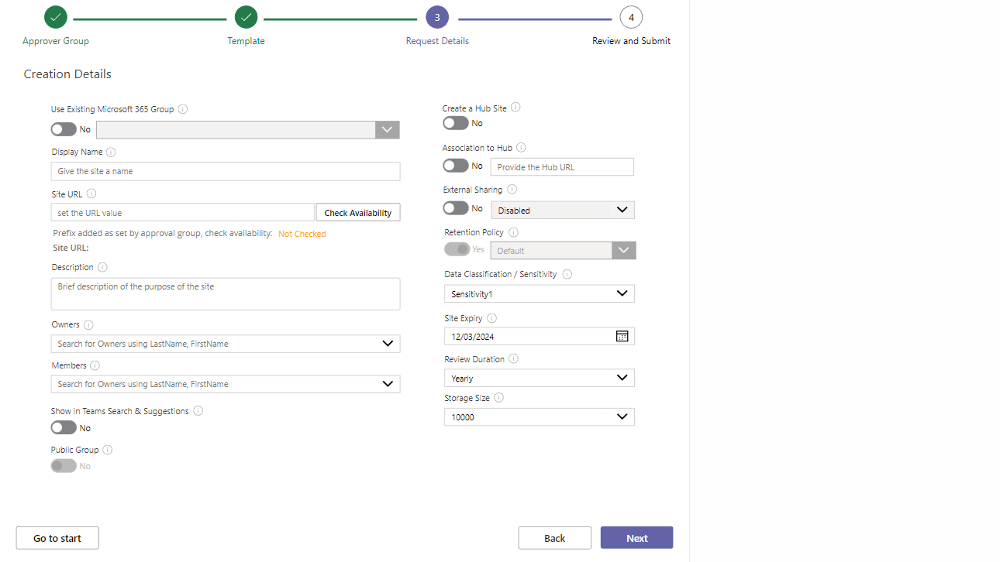 3
4
Approver Group
Template
Request Details
Review and Submit
Creation Details
Use Existing Microsoft 365 Group
No
Display Name
Give the site a name
Site URL
set the URL value
Check Availability
Prefix added as set by approval group, check availability: Not Checked
Site URL:
Description
Brief description of the purpose of the site
Owners
Search for Owners using LastName, FirstName
Members
Search for Owners using LastName, FirstName
Show in Teams Search & Suggestions
No
Public Group
No
Create a Hub Site
No
Association to Hub
No
Provide the Hub URL
External Sharing
No
Disabled
Retention Policy
Yes
Default
Data Classification / Sensitivity
Sensitivity1
Site Expiry
12/03/2024
Review Duration
Yearly
Storage Size
10000
Go to start
Back
Next